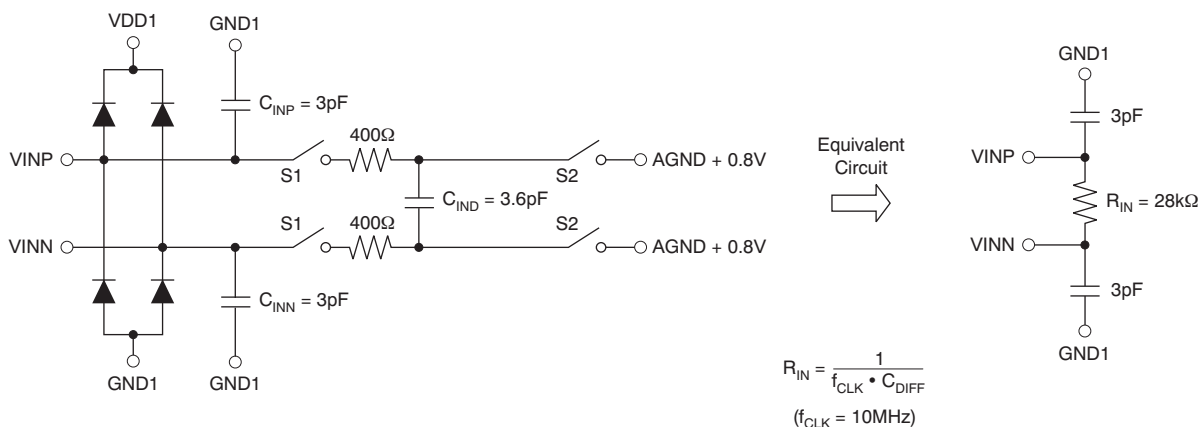 VDD1
GND1
C_INP = 3pF
400Ω
VINP
S1
S2
AGND + 0.8V
C_IND = 3.6pF
400Ω
VINN
S1
S2
AGND + 0.8V
C_INN = 3pF
GND1
GND1
Equivalent
Circuit
GND1
3pF
VINP
R_IN = 28kΩ
VINN
3pF
GND1
R_IN = 1 / (f_CLK • C_DIFF)
(f_CLK = 10MHz)